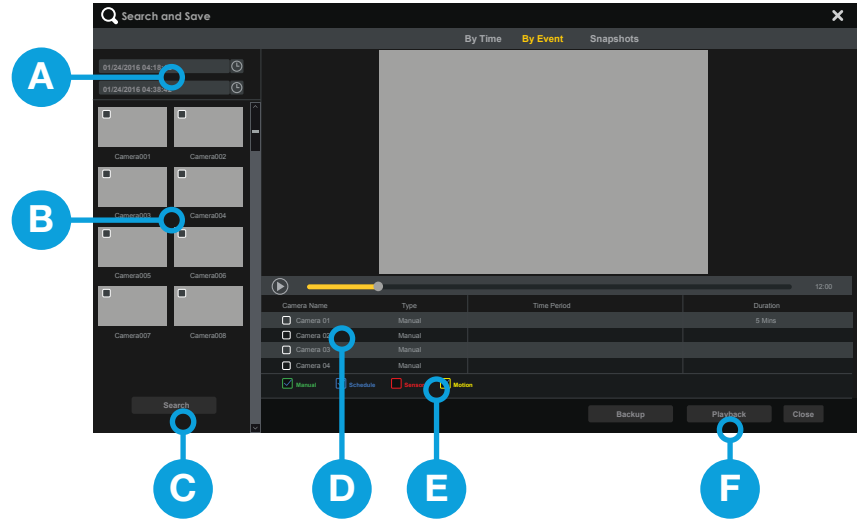 Search and Save
By Time By Event Snapshots
A
01/24/2016 04:18
01/24/2016 04:38:
Camera001 Camera002
B
Camera003 Camera004
Camera005 Camera006
Camera007 Camera008
12:00
Camera Name Type Time Period Duration
Camera 01 Manual 5 Mins
Camera 02 Manual
Camera 03 Manual
Camera 04 Manual
Manual Schedule Sensor Motion
Search
Backup Playback Close
C D E F